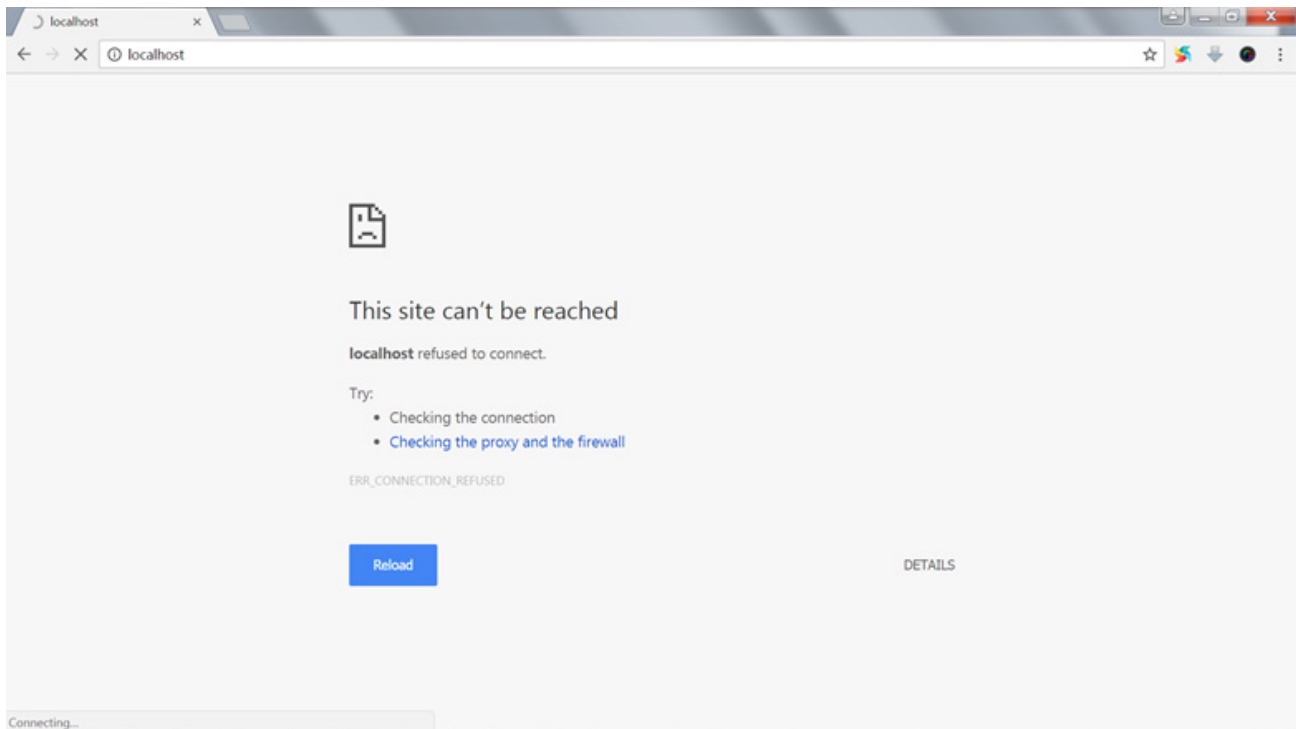 localhost
localhost
This site can't be reached
localhost refused to connect.
Try:
Checking the connection
Checking the proxy and the firewall
ERR_CONNECTION_REFUSED
Reload
DETAILS
Connecting...